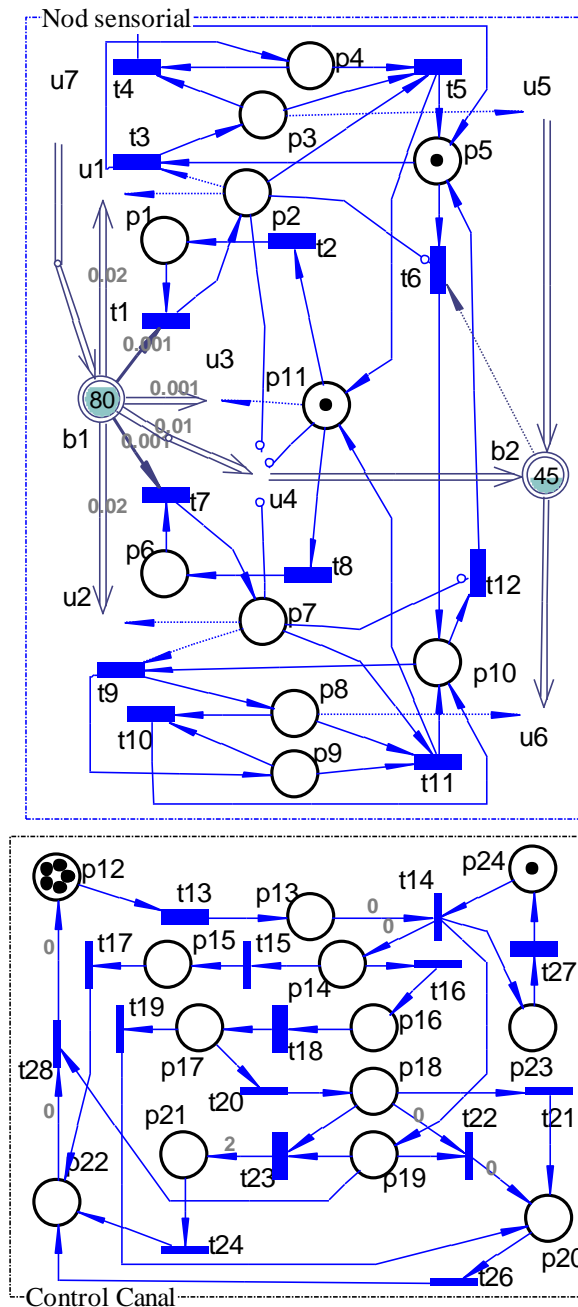 Nod sensorial
p4
u7
t4
t5
u5
t3
p3
p5
u1
p1
p2
t2
t6
0.02
t1
0.001
u3
p11
80
0.001
b1
0.01
0.001
b2
45
0.02
t7
u4
p6
t8
t12
u2
p7
p10
t9
p8
t10
p9
u6
t11
p12
t13
p13
0
t14
p24
0
0
t17
p15
t15
t27
p14
t16
t19
p16
p23
p17
t18
t28
p18
t20
t21
0
p21
0
t22
2
t23
p19
0
p22
t24
p20
t26
Control Canal